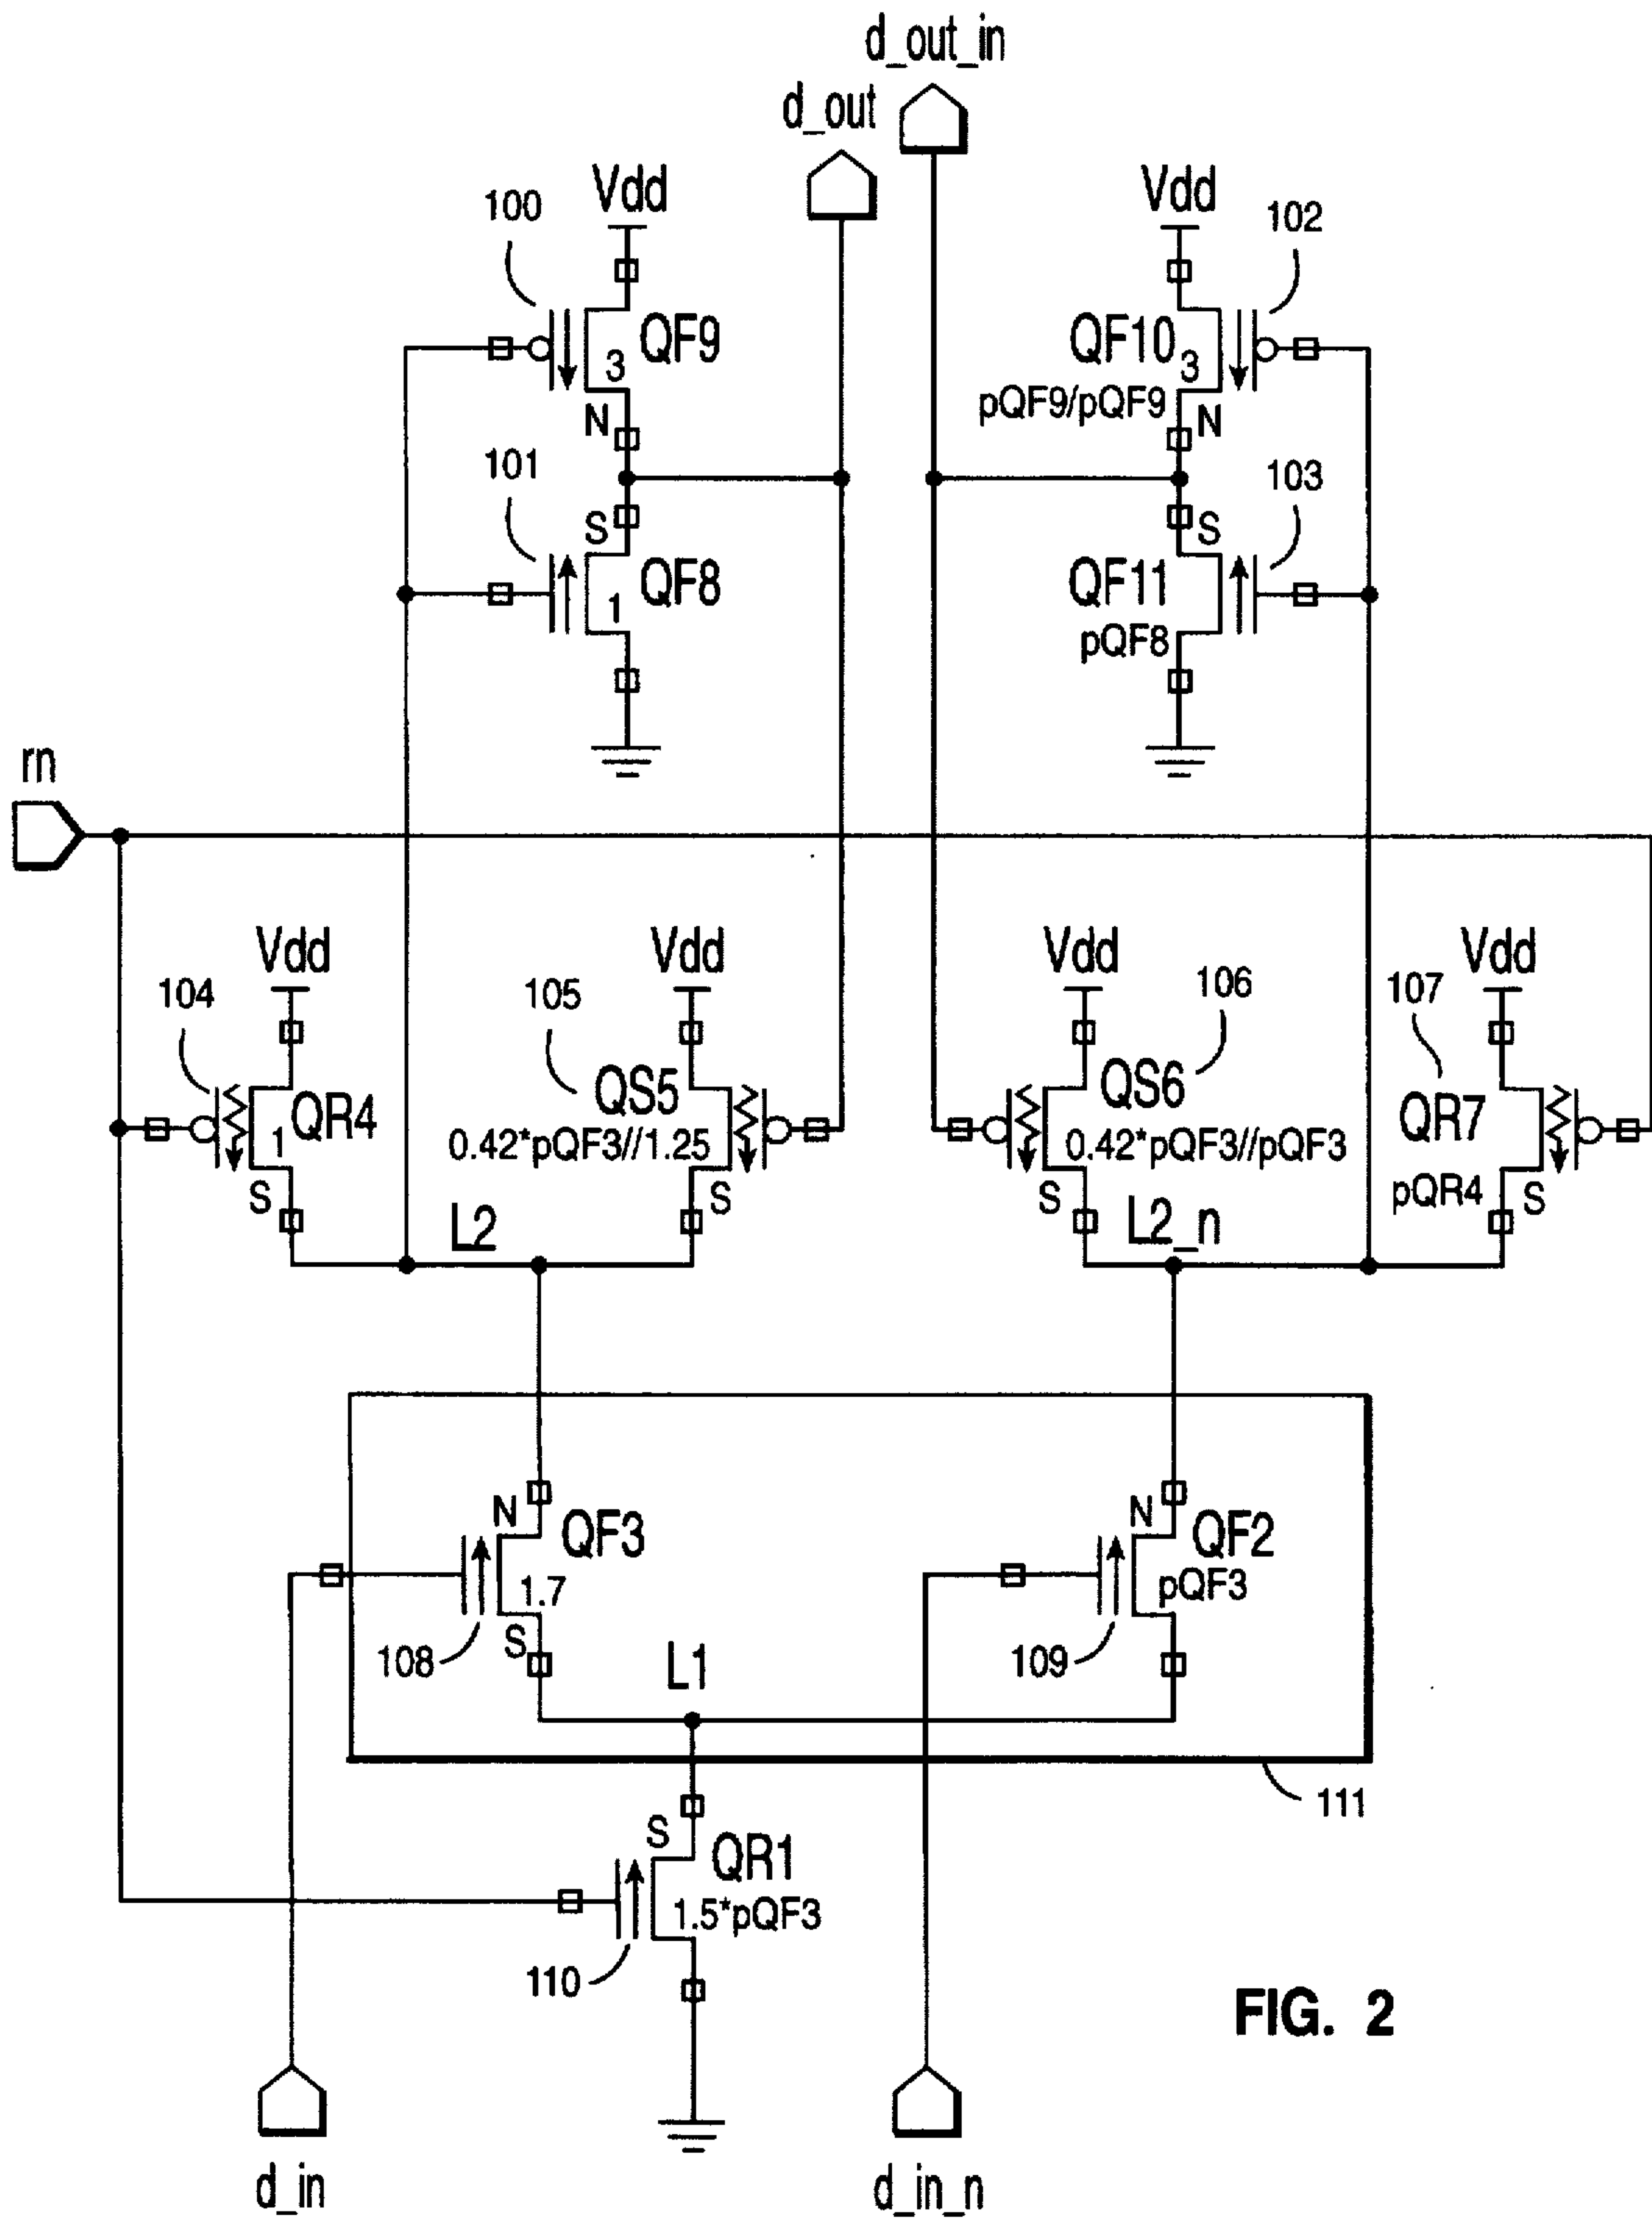 d_out_in
d_out
Vdd
Vdd
100
102
QF9
3
QF10
3
pQF9/pQF9
N
N
101
103
S
S
QF8
1
QF11
pQF8
rn
Vdd
Vdd
Vdd
Vdd
104
105
106
107
QR4
1
QS5
0.42*pQF3//1.25
QS6
0.42*pQF3//pQF3
QR7
pQR4
S
S
S
S
L2
L2_n
N
QF3
1.7
S
N
QF2
pQF3
108
109
L1
111
S
QR1
1.5*pQF3
110
FIG. 2
d_in
d_in_n